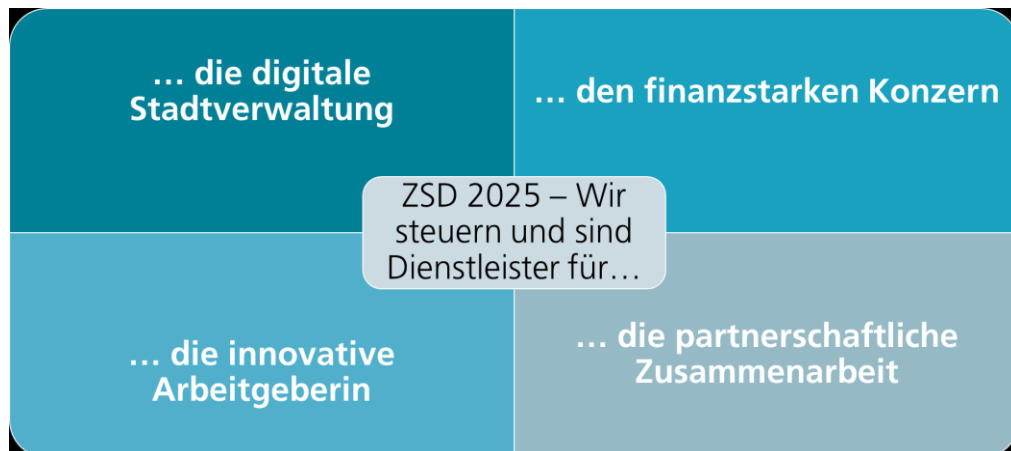 … die digitale
Stadtverwaltung
… den finanzstarken Konzern
ZSD 2025 – Wir
steuern und sind
Dienstleister für…
… die innovative
Arbeitgeberin
… die partnerschaftliche
Zusammenarbeit